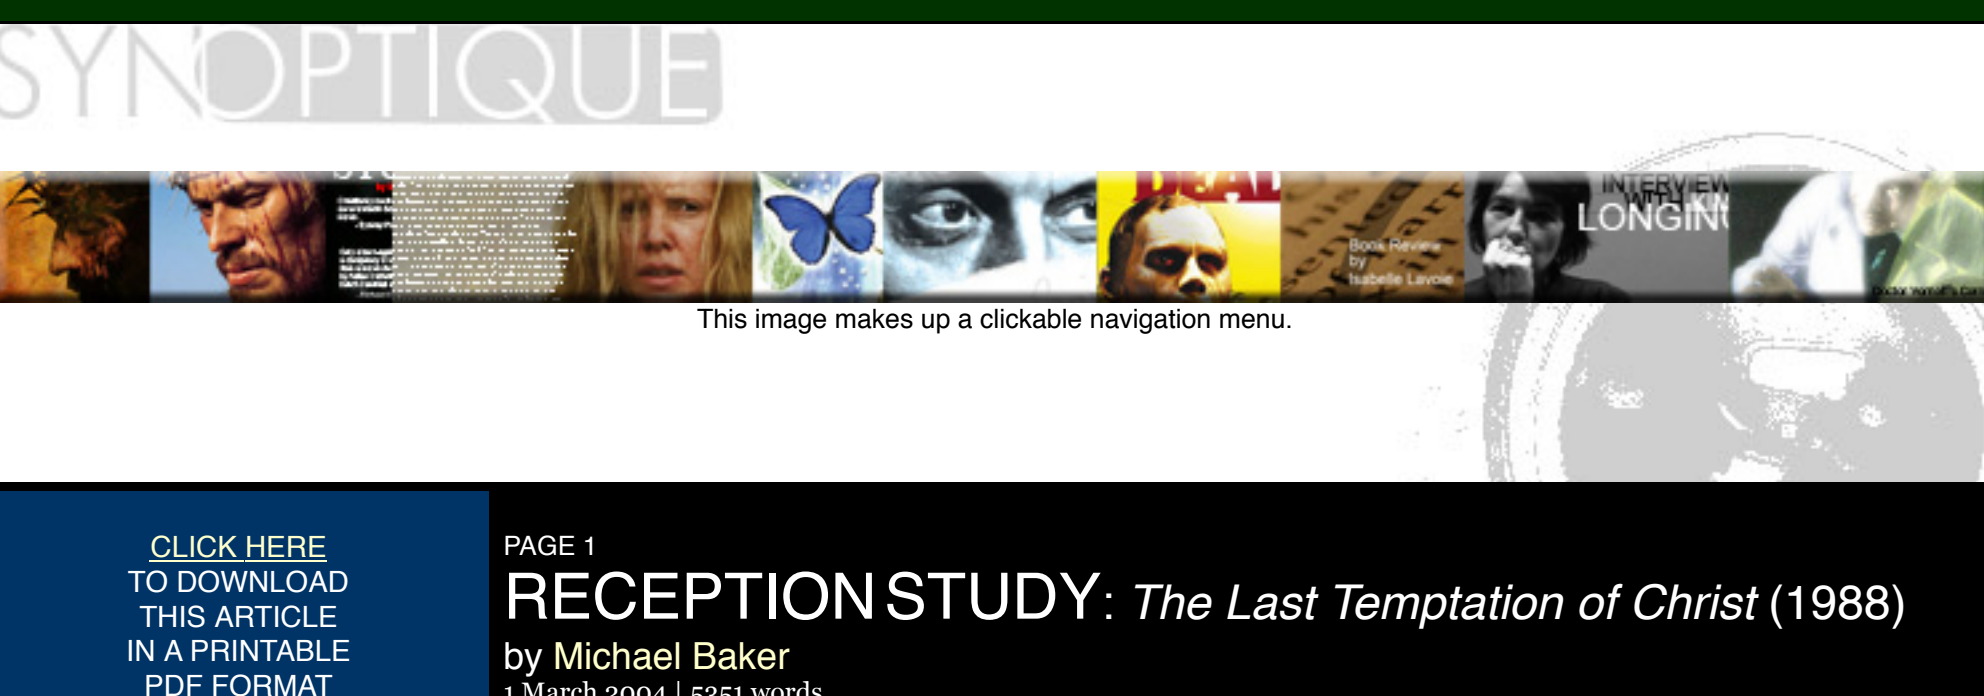 SYNOPTIQUE
DEAD
Book Review
by
Isabelle Lavoie
INTERVIEW
WITH
LONGIN
This image makes up a clickable navigation menu.
CLICK HERE
TO DOWNLOAD
THIS ARTICLE
IN A PRINTABLE
PDF FORMAT
PAGE 1
RECEPTION STUDY: The Last Temptation of Christ (1988)
by Michael Baker
1 March 2004 | 5351 words